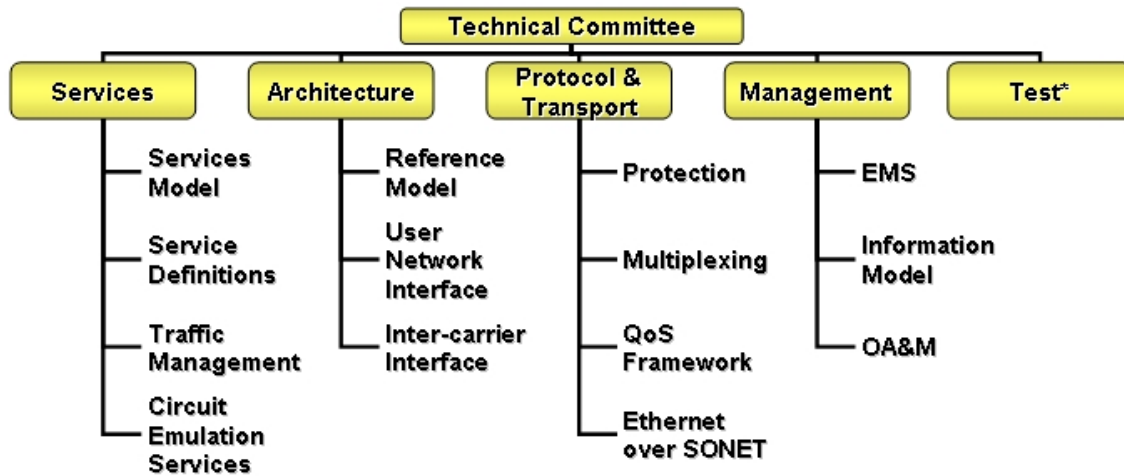 Technical Committee
Services
Architecture
Protocol &
Transport
Management
Test*
Services
Model
Service
Definitions
Traffic
Management
Circuit
Emulation
Services
Reference
Model
User
Network
Interface
Inter-carrier
Interface
Protection
Multiplexing
QoS
Framework
Ethernet
over SONET
EMS
Information
Model
OA&M